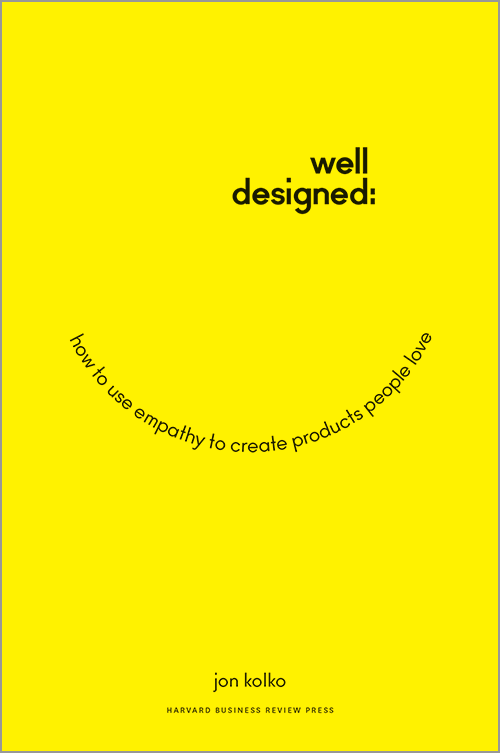 well
designed:
how to use empathy to create products people love
jon kolko
HARVARD BUSINESS REVIEW PRESS